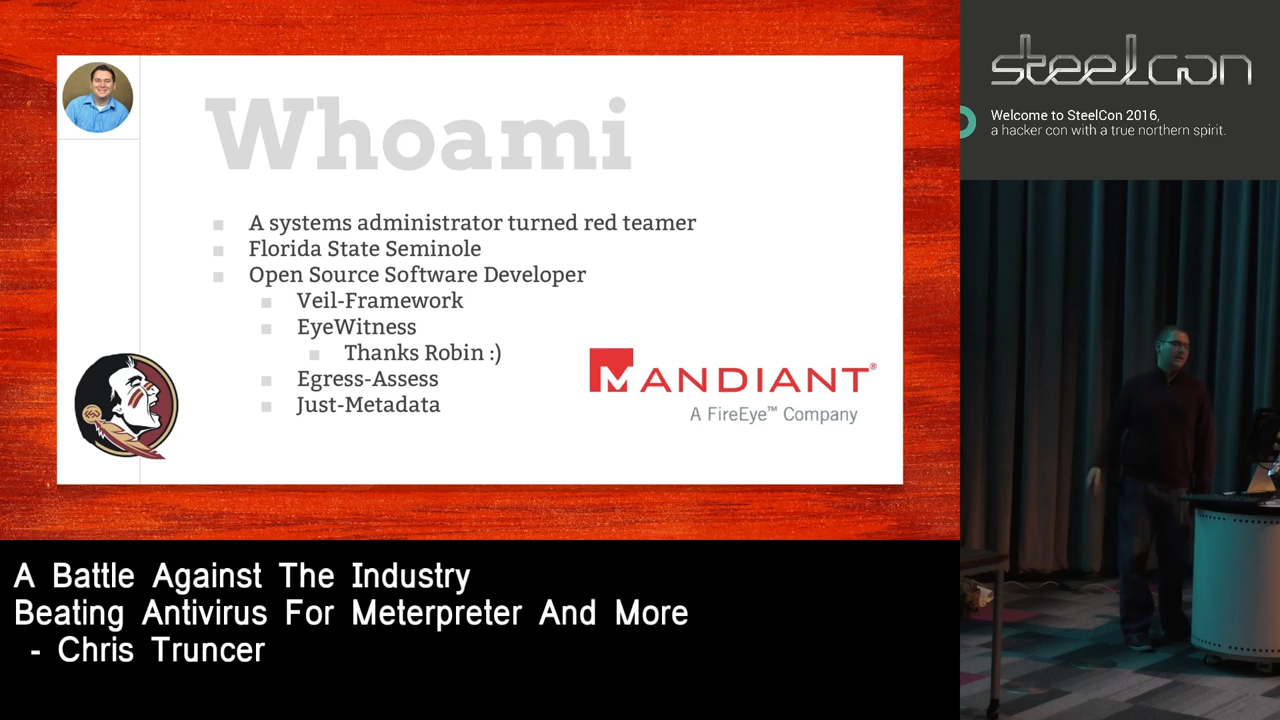 Whoami
A systems administrator turned red teamer
Florida State Seminole
Open Source Software Developer
Veil-Framework
EyeWitness
Thanks Robin :)
Egress-Assess
Just-Metadata
MANDIANT®
A FireEye™ Company
steelcon
Welcome to SteelCon 2016,
a hacker con with a true northern spirit.
A Battle Against The Industry
Beating Antivirus For Meterpreter And More
- Chris Truncer